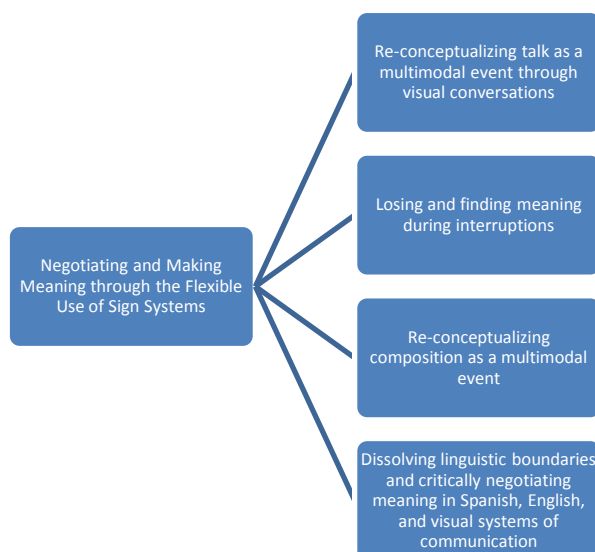 Re-conceptualizing talk as a
multimodal event through
visual conversations
Losing and finding meaning
during interruptions
Negotiating and Making
Meaning through the Flexible
Use of Sign Systems
Re-conceptualizing
composition as a multimodal
event
Dissolving linguistic boundaries
and critically negotiating
meaning in Spanish, English,
and visual systems of
communication